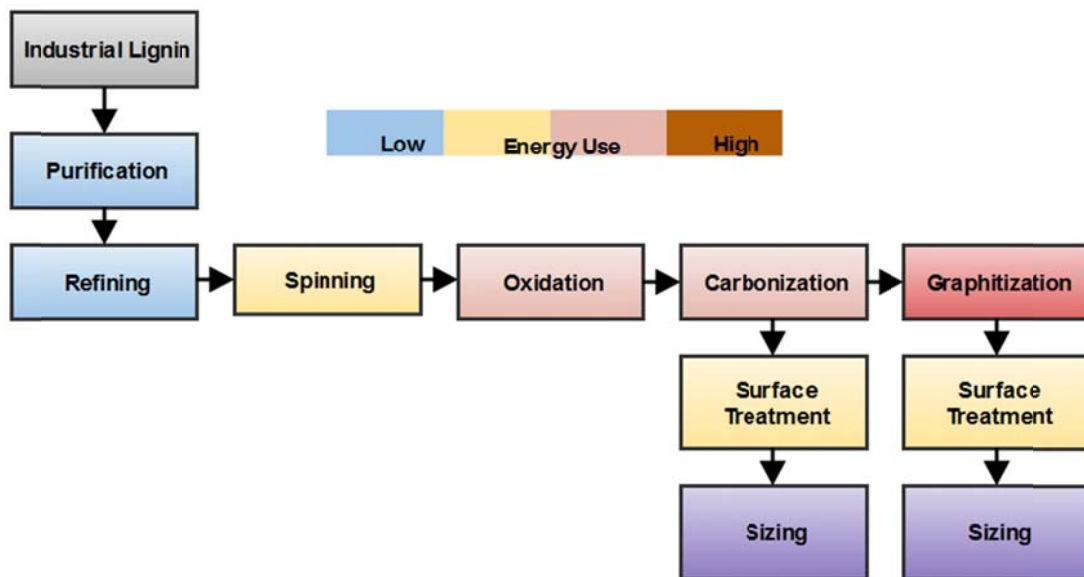 Industrial Lignin
Low Energy Use High
Purification
Refining
Spinning
Oxidation
Carbonization
Graphitization
Surface
Treatment
Surface
Treatment
Sizing
Sizing